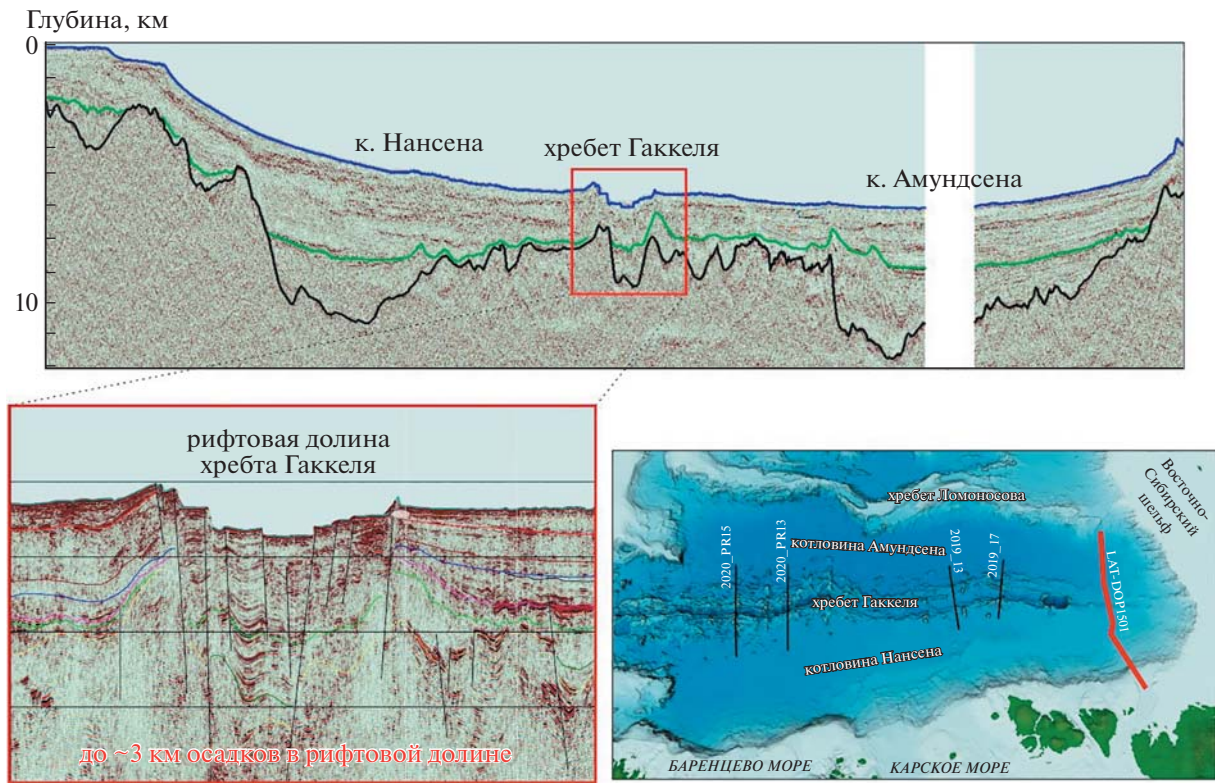 Глубина, км
0
к. Нансена
хребет Гаккеля
к. Амундсена
10
рифтовая долина
хребта Гаккеля
до ~3 км осадков в рифтовой долине
хребет Ломоносова
Восточно-
Сибирский
шельф
2020_PR15
2020_PR13
котловина Амундсена
2019_13
2019_17
LAT-DOP1501
хребет Гаккеля
котловина Нансена
БАРЕНЦЕВО МОРЕ
КАРСКОЕ МОРЕ